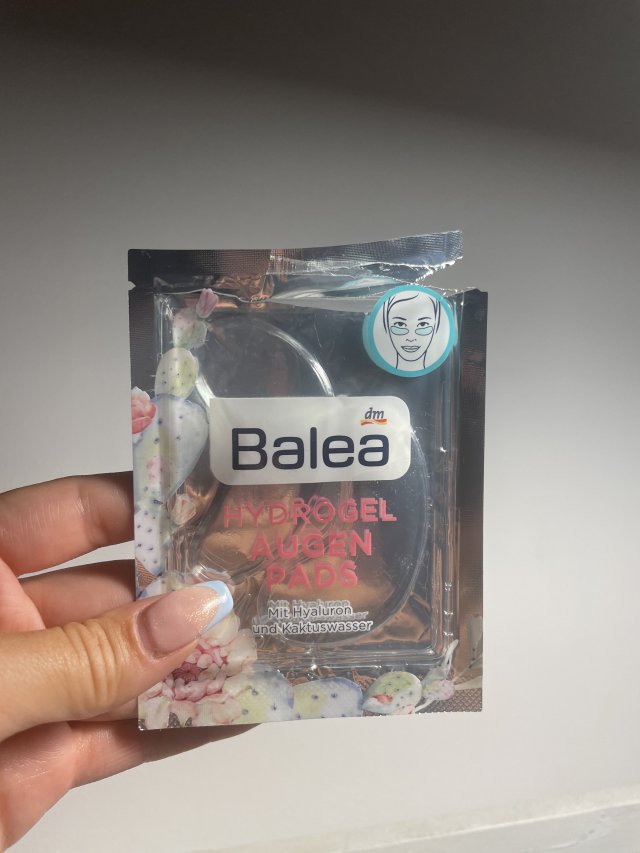 dm
Balea
HYDROGEL
AUGEN
PADS
Mit Hyaluron
und Kaktuswasser